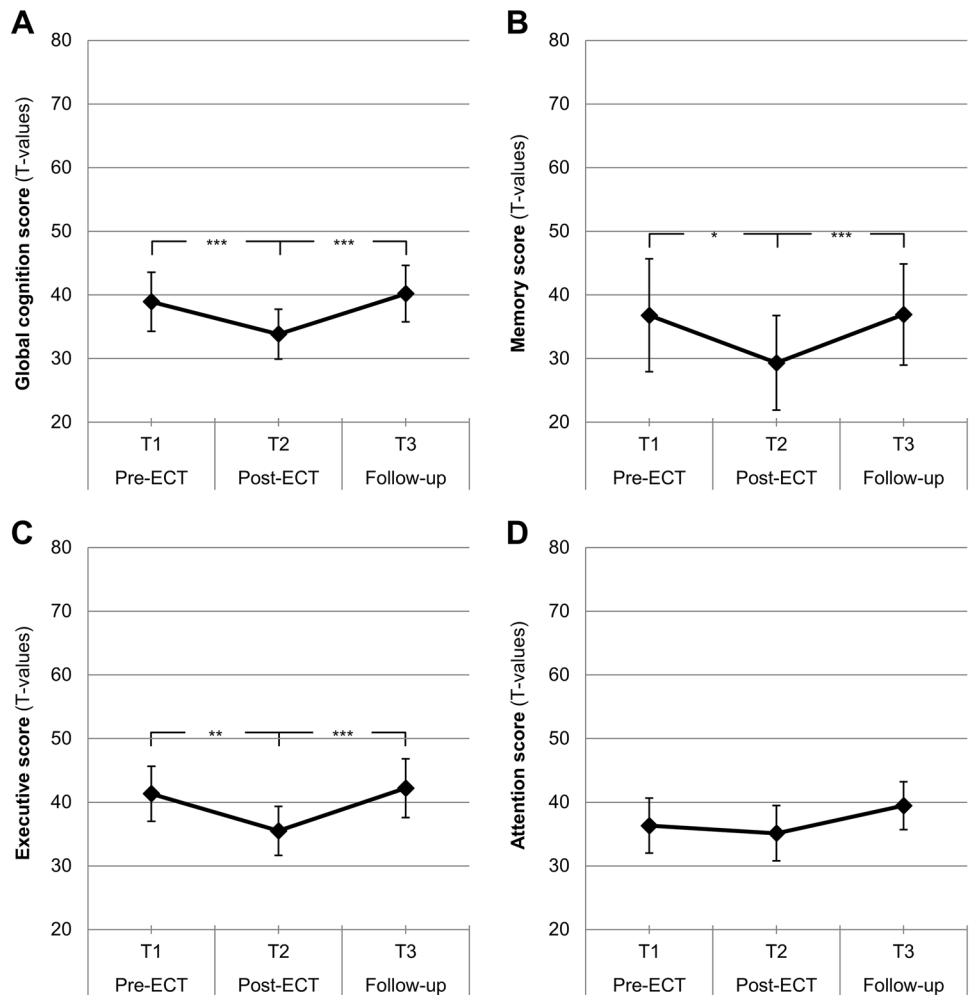 A
Global cognition score (T-values)
80
70
60
50
40
30
20
*** ***
T1 T2 T3
Pre-ECT Post-ECT Follow-up
B
Memory score (T-values)
80
70
60
50
40
30
20
* ***
T1 T2 T3
Pre-ECT Post-ECT Follow-up
C
Executive score (T-values)
80
70
60
50
40
30
20
** ***
T1 T2 T3
Pre-ECT Post-ECT Follow-up
D
Attention score (T-values)
80
70
60
50
40
30
20
T1 T2 T3
Pre-ECT Post-ECT Follow-up